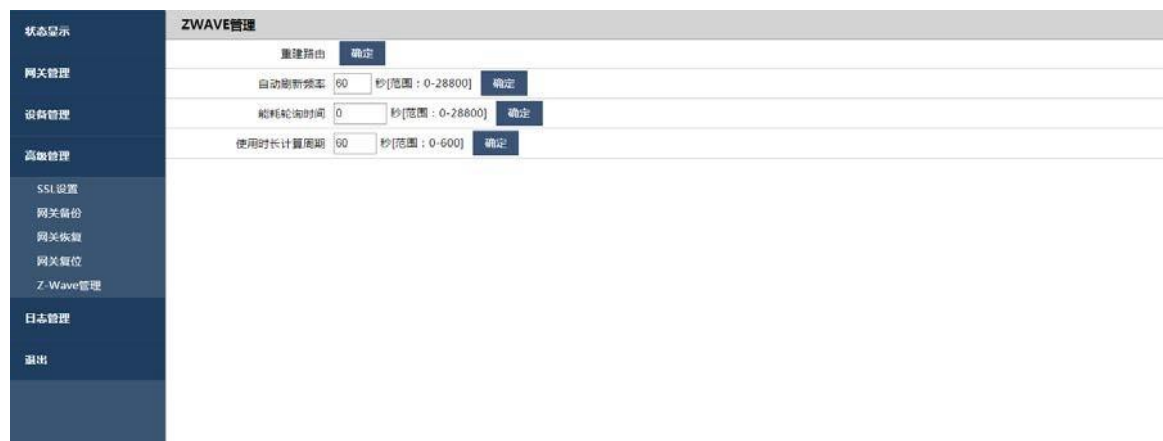 状态显示
网关管理
设备管理
高级管理
SSL设置
网关备份
网关恢复
网关复位
Z-Wave管理
日志管理
退出
ZWAVE管理
重建路由 确定
自动刷新频率 60 秒[范围：0-28800] 确定
能耗轮询时间 0 秒[范围：0-28800] 确定
使用时长计算周期 60 秒[范围：0-600] 确定